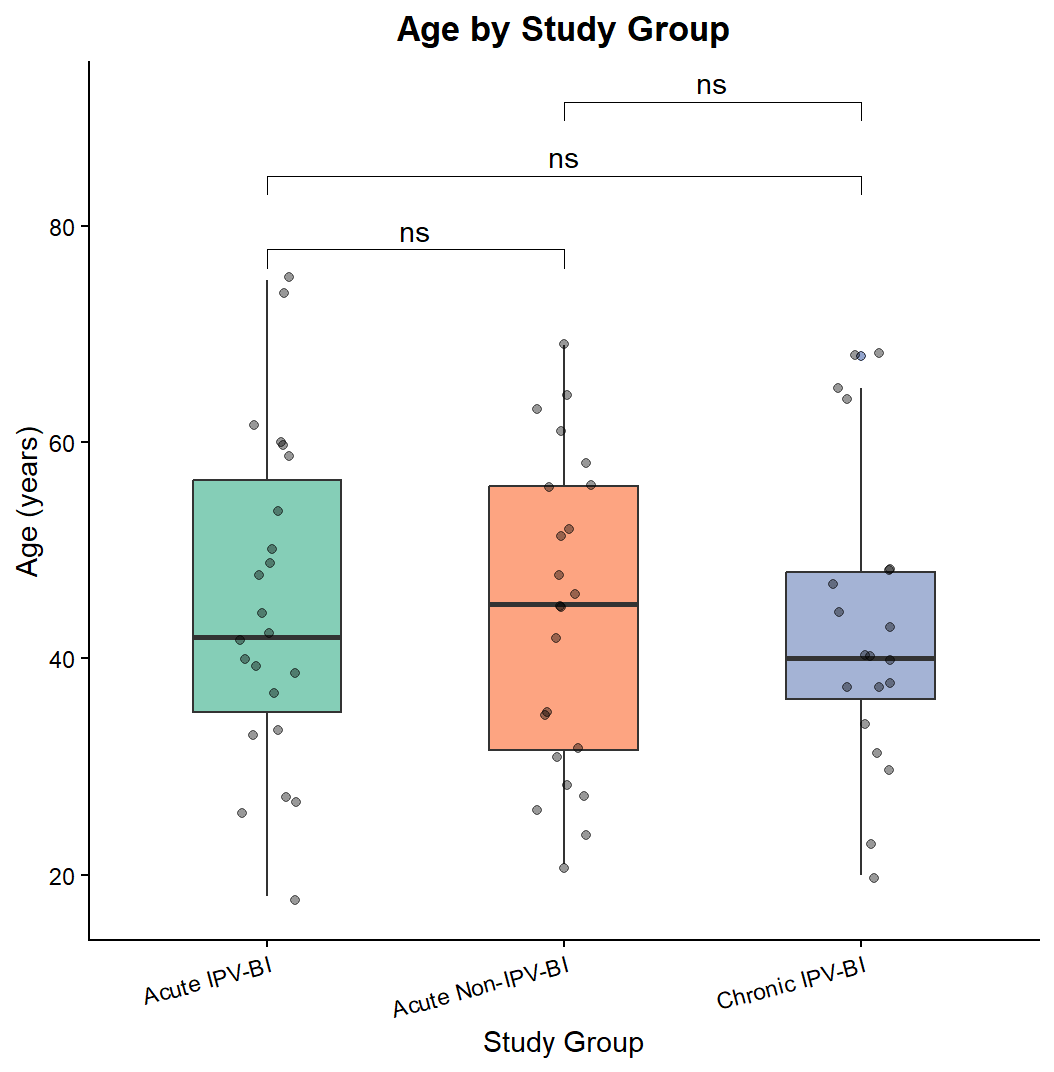 Age by Study Group
ns
ns
ns
80
60
40
20
Age (years)
Acute IPV-BI
Acute Non-IPV-BI
Chronic IPV-BI
Study Group